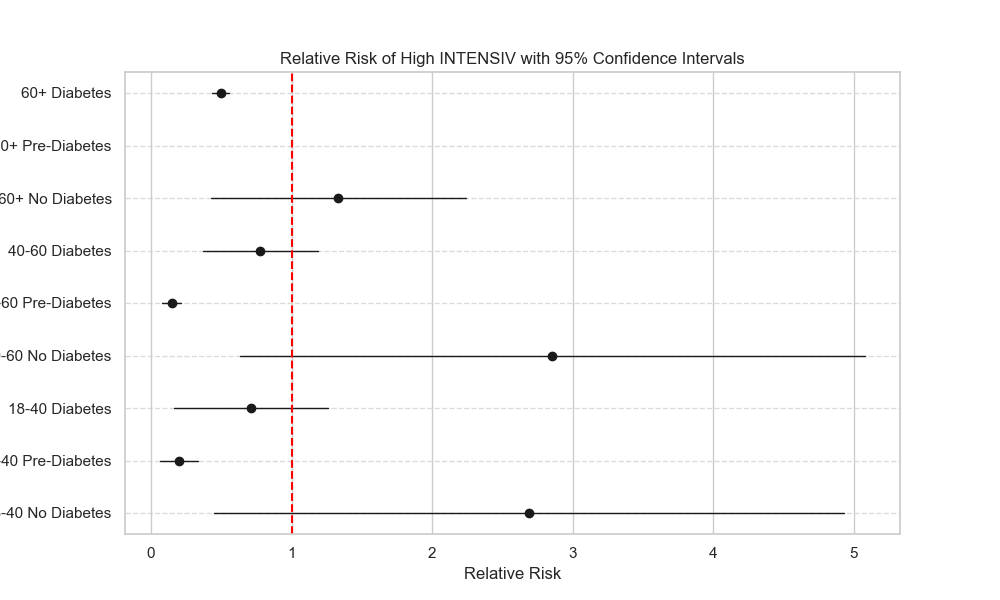 Relative Risk of High INTENSIV with 95% Confidence Intervals
60+ Diabetes
0+ Pre-Diabetes
60+ No Diabetes
40-60 Diabetes
-60 Pre-Diabetes
-60 No Diabetes
18-40 Diabetes
-40 Pre-Diabetes
-40 No Diabetes
0 1 2 3 4 5
Relative Risk